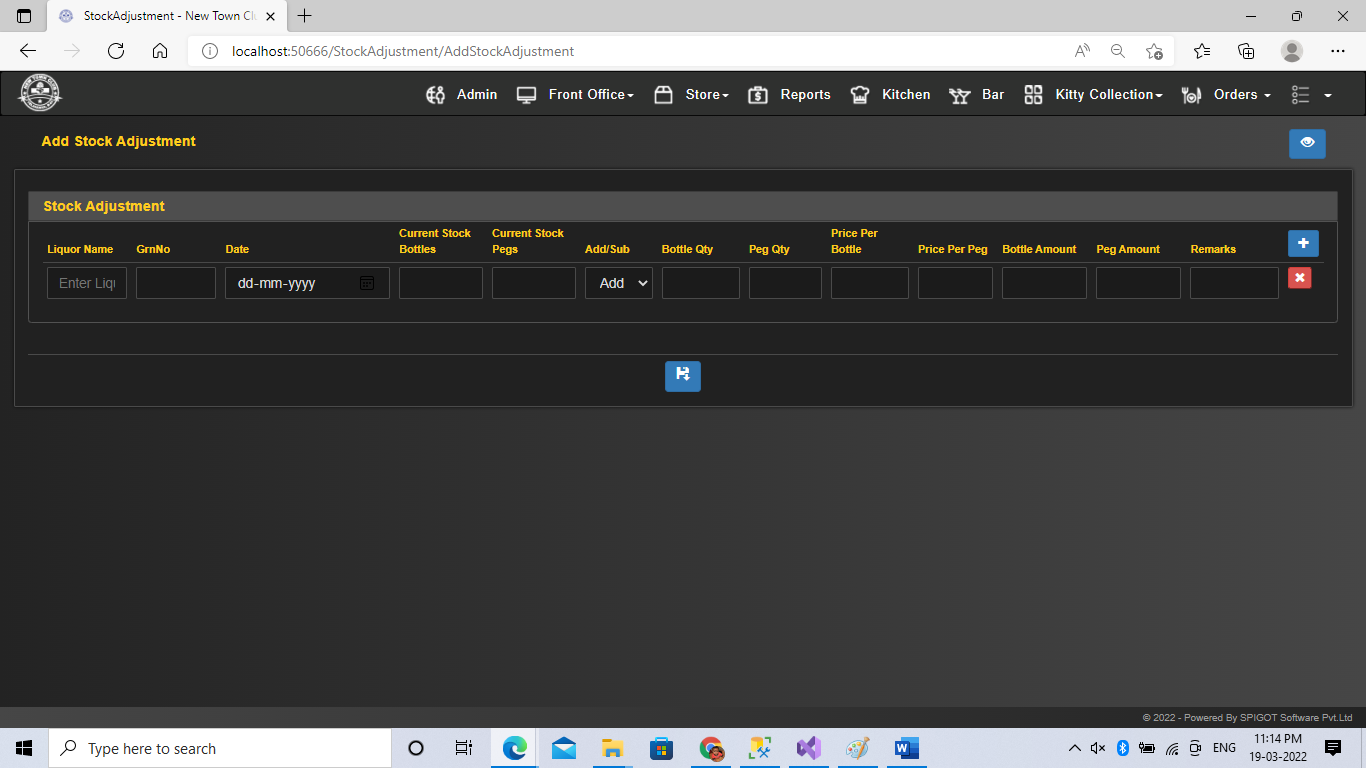 StockAdjustment - New Town Cl
localhost:50666/StockAdjustment/AddStockAdjustment
Admin Front Office Store Reports Kitchen Bar Kitty Collection Orders
Add Stock Adjustment
Stock Adjustment
Liquor Name GrnNo Date Current Stock Bottles Current Stock Pegs Add/Sub Bottle Qty Peg Qty Price Per Bottle Price Per Peg Bottle Amount Peg Amount Remarks
Enter Liqu dd-mm-yyyy Add
© 2022 - Powered By SPIGOT Software Pvt.Ltd
Type here to search
ENG
11:14 PM
19-03-2022